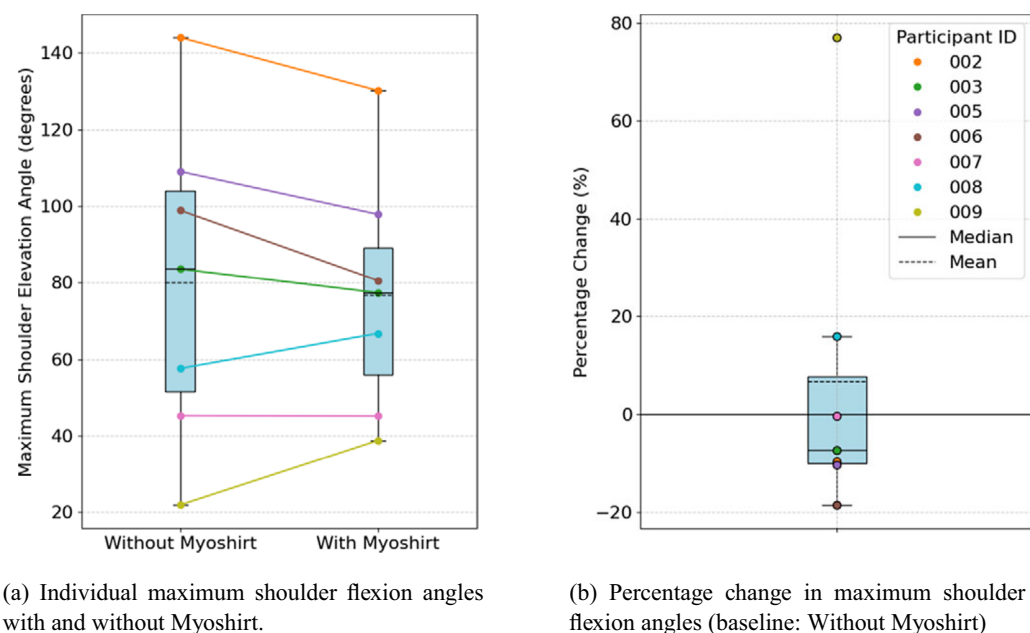 Maximum Shoulder Elevation Angle (degrees)
140
120
100
80
60
40
20
Without Myoshirt
With Myoshirt
(a) Individual maximum shoulder flexion angles
with and without Myoshirt.
Percentage Change (%)
80
60
40
20
0
−20
Participant ID
002
003
005
006
007
008
009
Median
Mean
(b) Percentage change in maximum shoulder
flexion angles (baseline: Without Myoshirt)